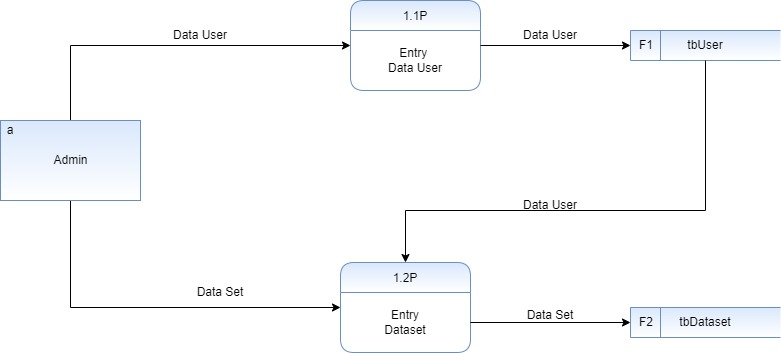 1.1P
Data User
Data User
Entry
Data User
F1
tbUser
a
Admin
Data User
1.2P
Data Set
Entry
Dataset
Data Set
F2
tbDataset